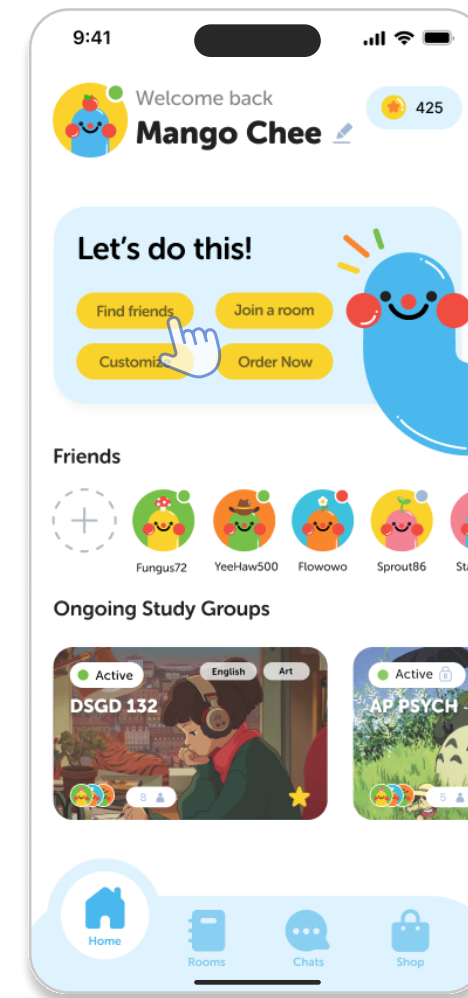 9:41
Welcome back
Mango Chee
425
Let's do this!
Find friends
Join a room
Customize
Order Now
Friends
Fungus72
YeeHaw500
Flowowo
Sprout86
Ongoing Study Groups
Active
English
Art
DSGD 132
8
Active
AP PSYCH
5
Home
Rooms
Chats
Shop